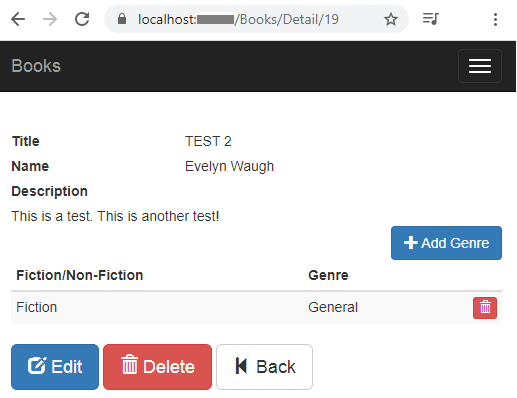 localhost: /Books/Detail/19
Books
Title TEST 2
Name Evelyn Waugh
Description
This is a test. This is another test!
Add Genre
Fiction/Non-Fiction Genre
Fiction General
Edit Delete Back